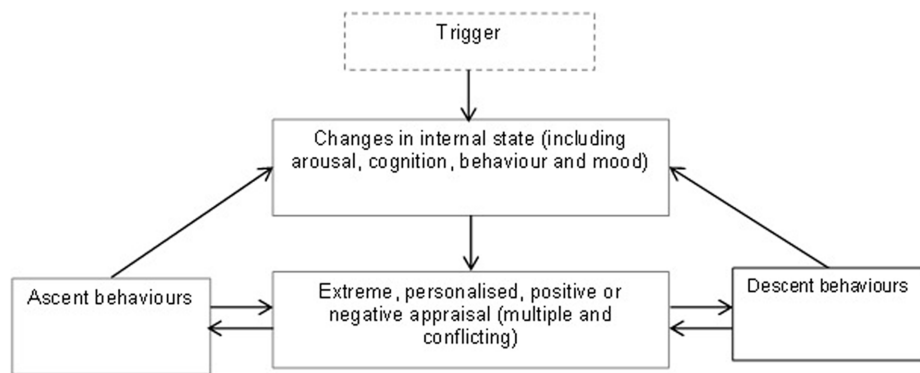 Trigger
Changes in internal state (including
arousal, cognition, behaviour and mood)
Ascent behaviours
Extreme, personalised, positive or
negative appraisal (multiple and
conflicting)
Descent behaviours